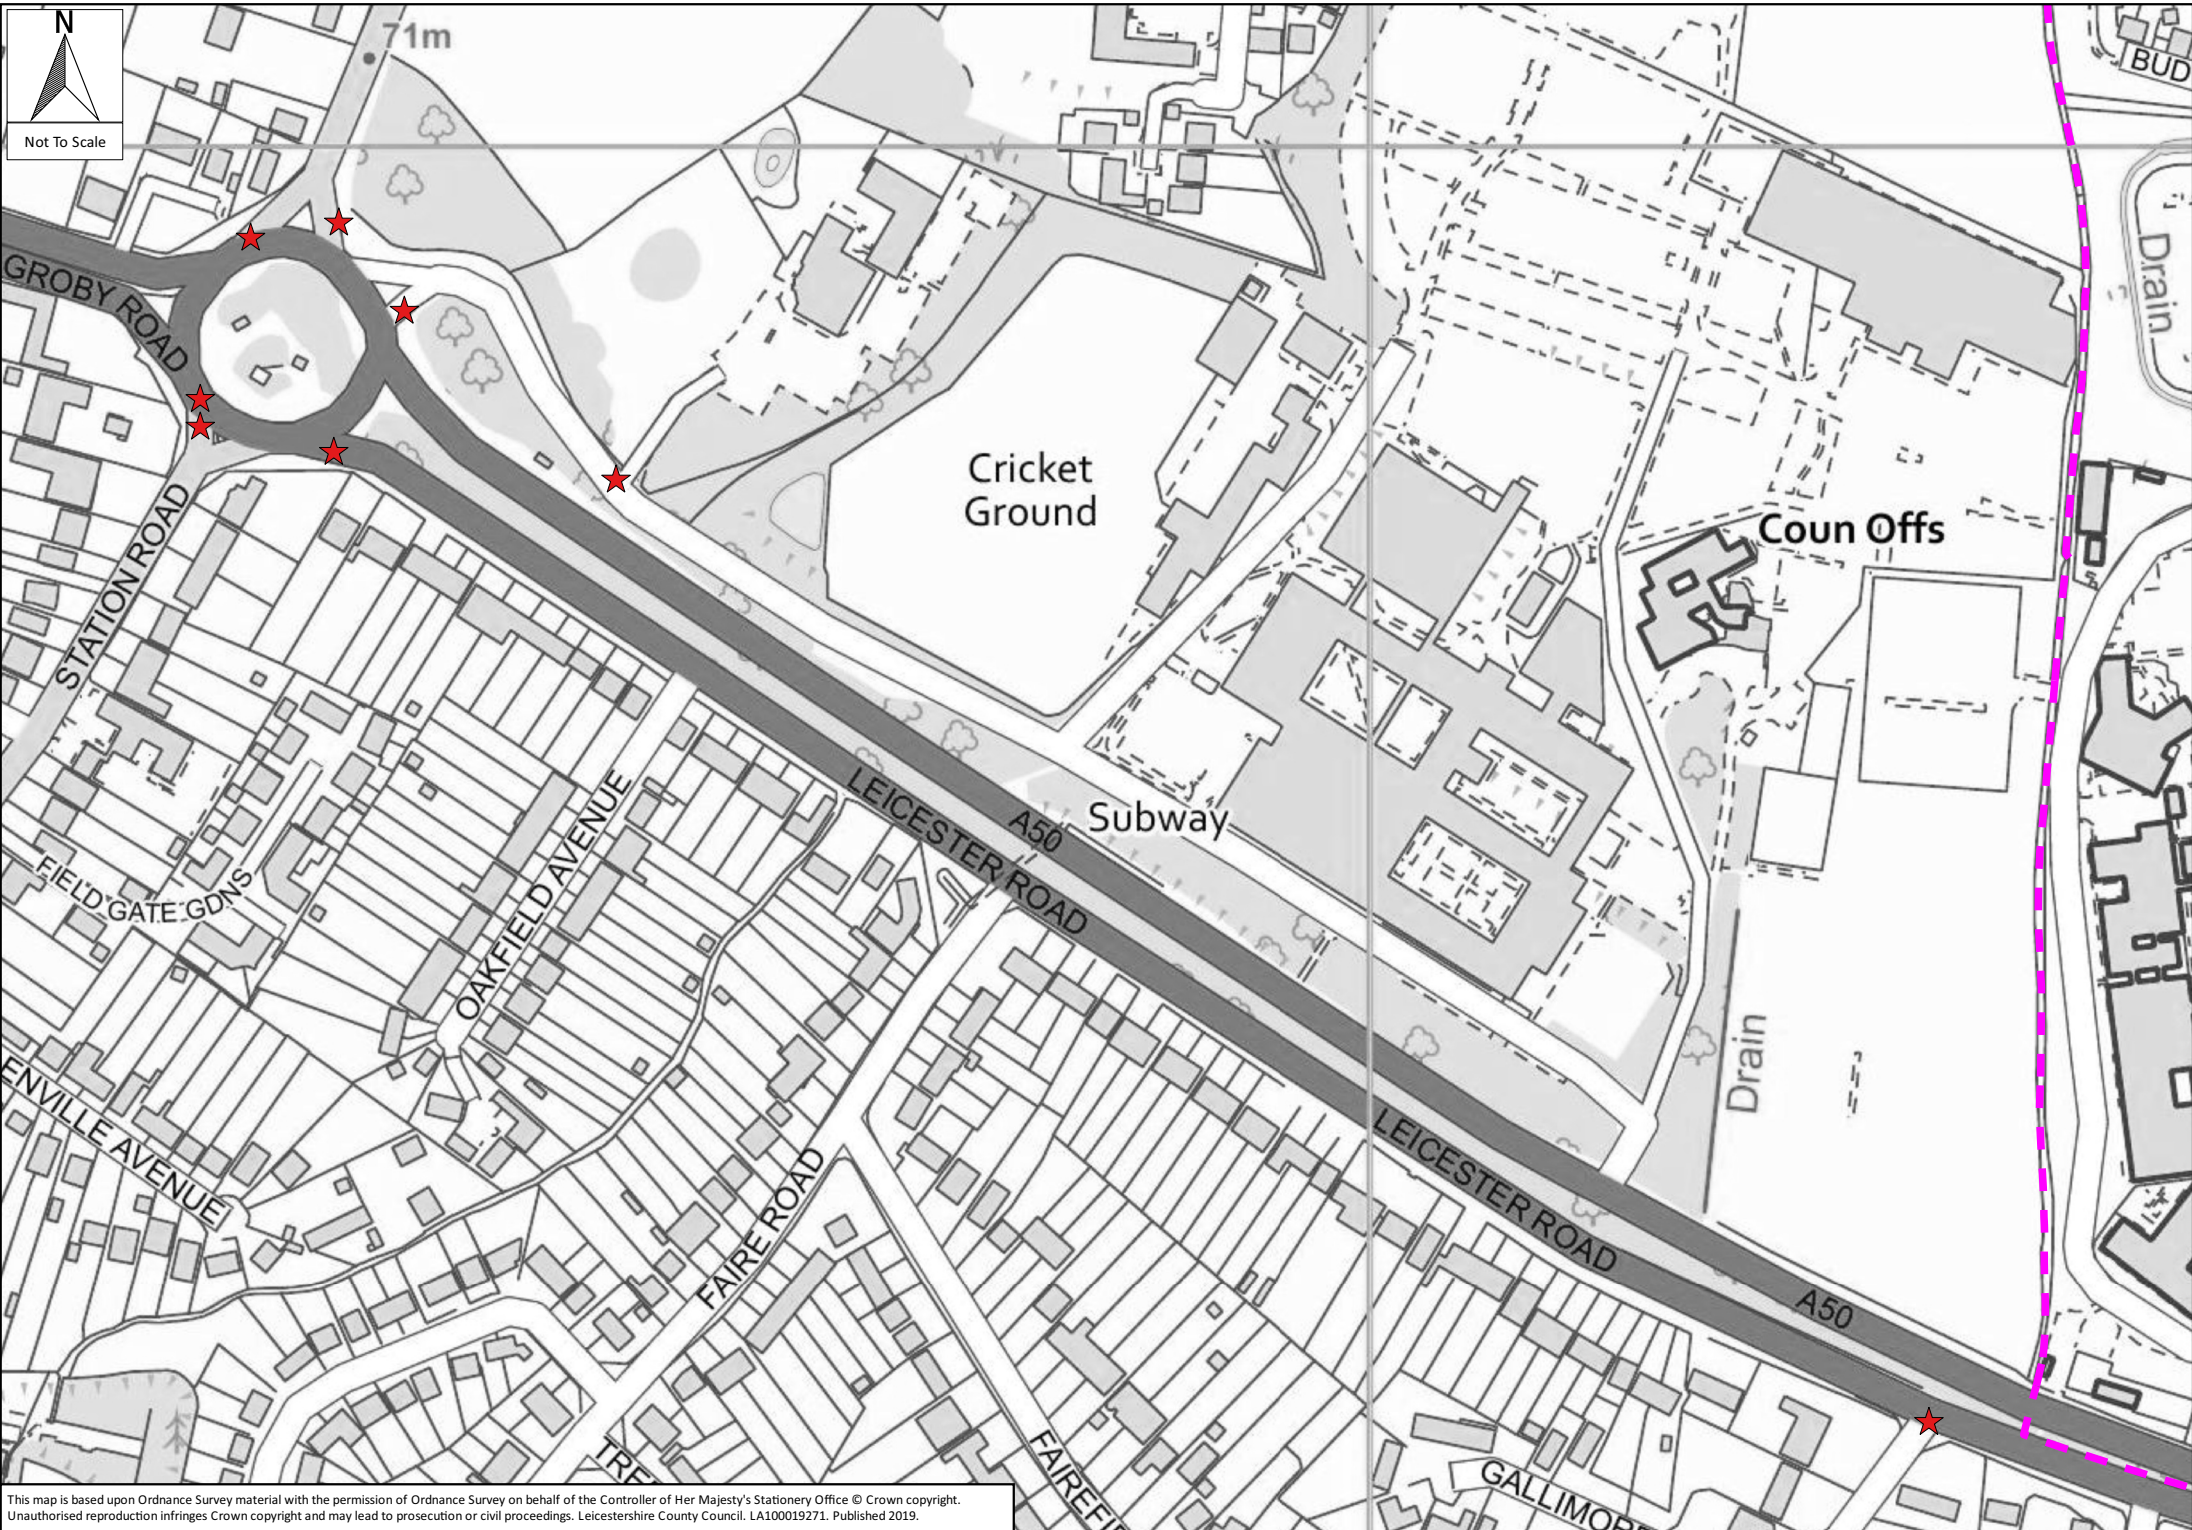 N
Not To Scale
71m
BUD
GROBY ROAD
Drain
Cricket
Ground
Coun Offs
STATION ROAD
LEICESTER ROAD
A50
Subway
OAKFIELD AVENUE
FIELD GATE GDNS
Drain
ENVILLE AVENUE
FAIRE ROAD
LEICESTER ROAD
A50
TREE
FAIREFI
GALLIMORE
This map is based upon Ordnance Survey material with the permission of Ordnance Survey on behalf of the Controller of Her Majesty's Stationery Office © Crown copyright.
Unauthorised reproduction infringes Crown copyright and may lead to prosecution or civil proceedings. Leicestershire County Council. LA100019271. Published 2019.